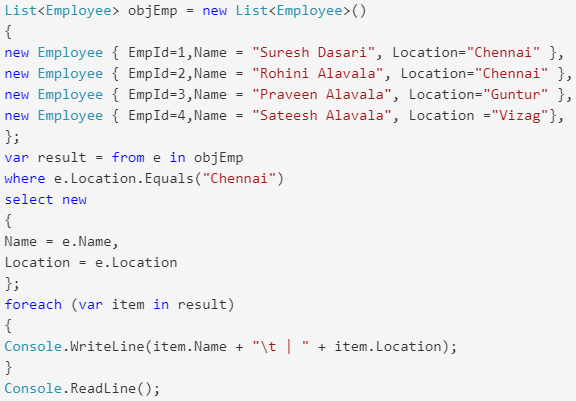 List<Employee> objEmp = new List<Employee>()
{
new Employee { EmpId=1,Name = "Suresh Dasari", Location="Chennai" },
new Employee { EmpId=2,Name = "Rohini Alavala", Location="Chennai" },
new Employee { EmpId=3,Name = "Praveen Alavala", Location="Guntur" },
new Employee { EmpId=4,Name = "Sateesh Alavala", Location ="Vizag"},
};
var result = from e in objEmp
where e.Location.Equals("Chennai")
select new
{
Name = e.Name,
Location = e.Location
};
foreach (var item in result)
{
Console.WriteLine(item.Name + "\t | " + item.Location);
}
Console.ReadLine();